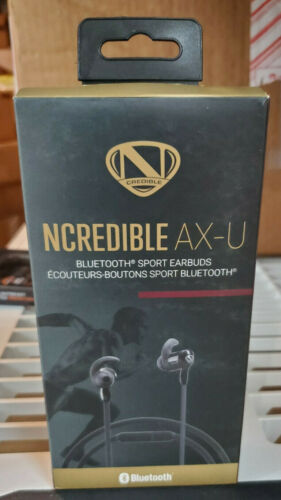 N
CREDIBLE
NCREDIBLE AX-U
BLUETOOTH® SPORT EARBUDS
ÉCOUTEURS-BOUTONS SPORT BLUETOOTH®
Bluetooth®